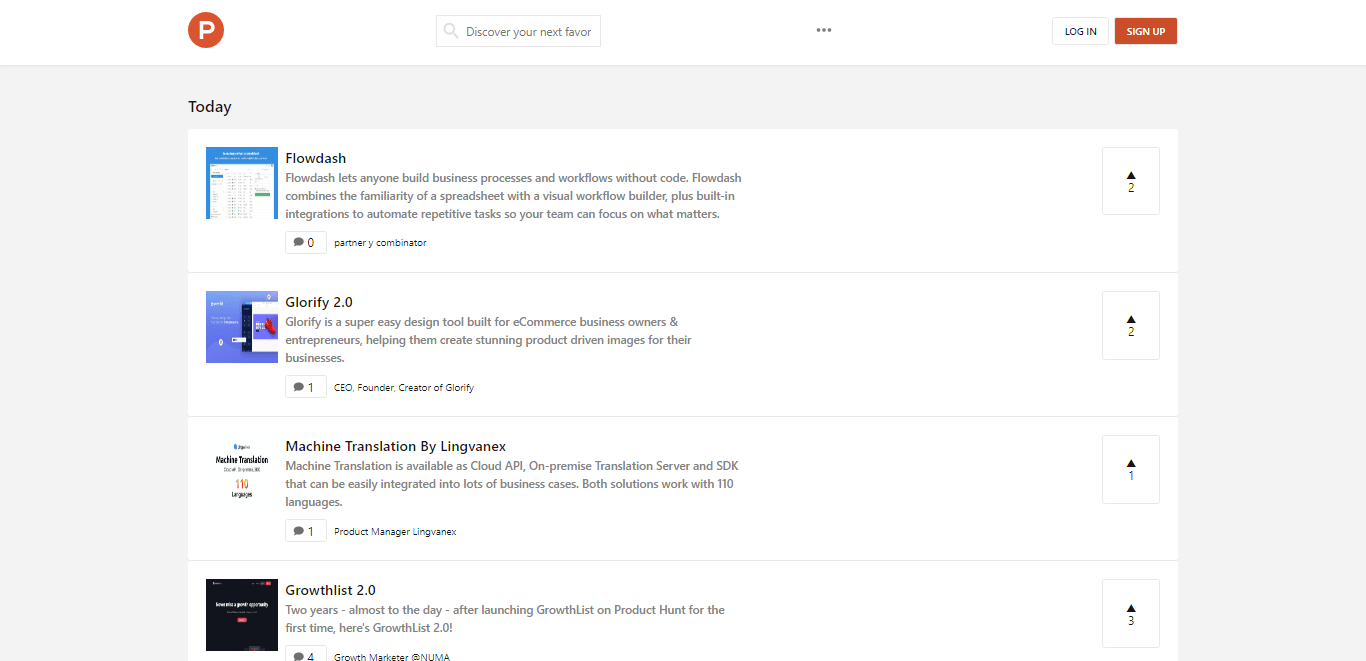 P
Discover your next favor
•••
LOG IN
SIGN UP
Today
Flowdash
Flowdash lets anyone build business processes and workflows without code. Flowdash
combines the familiarity of a spreadsheet with a visual workflow builder, plus built-in
integrations to automate repetitive tasks so your team can focus on what matters.
0
partner y combinator
2
Glorify 2.0
Glorify is a super easy design tool built for eCommerce business owners &
entrepreneurs, helping them create stunning product driven images for their
businesses.
1
CEO, Founder, Creator of Glorify
2
Machine Translation
110
Languages
Machine Translation By Lingvanex
Machine Translation is available as Cloud API, On-premise Translation Server and SDK
that can be easily integrated into lots of business cases. Both solutions work with 110
languages.
1
Product Manager Lingvanex
1
Never miss a growth opportunity
Growthlist 2.0
Two years - almost to the day - after launching GrowthList on Product Hunt for the
first time, here's GrowthList 2.0!
4
Growth Marketer @NUMA
3